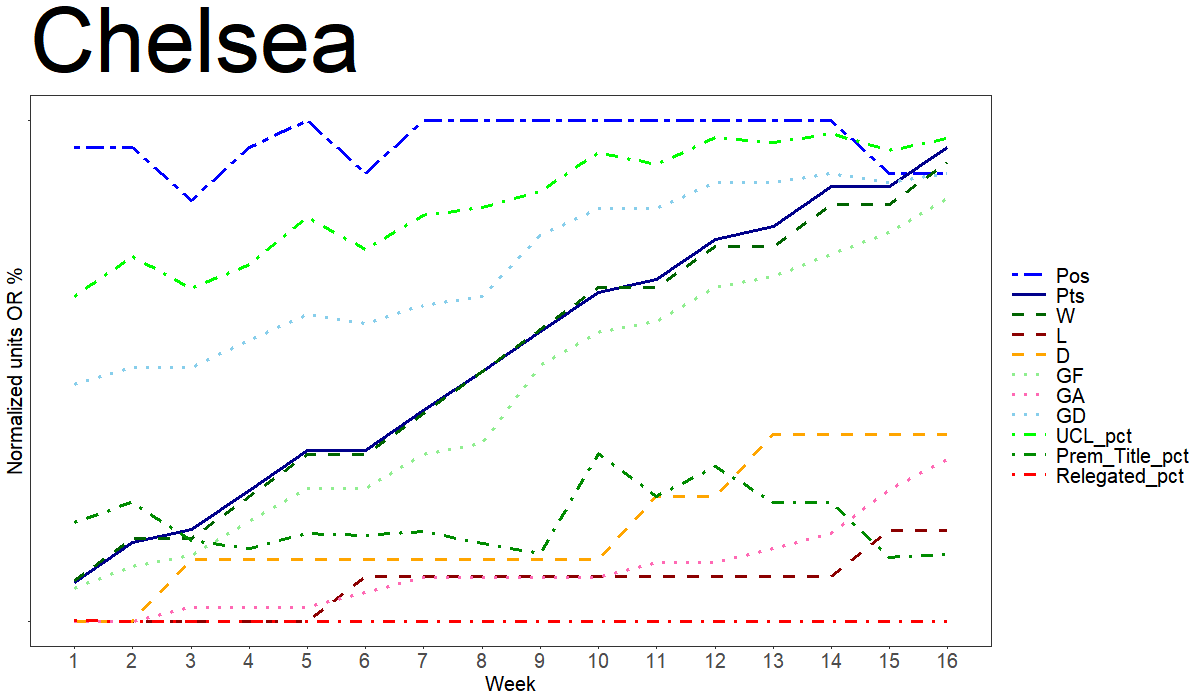 Chelsea
Normalized units OR %
1 2 3 4 5 6 7 8 9 10 11 12 13 14 15 16
Week
Pos
Pts
W
L
D
GF
GA
GD
UCL_pct
Prem_Title_pct
Relegated_pct